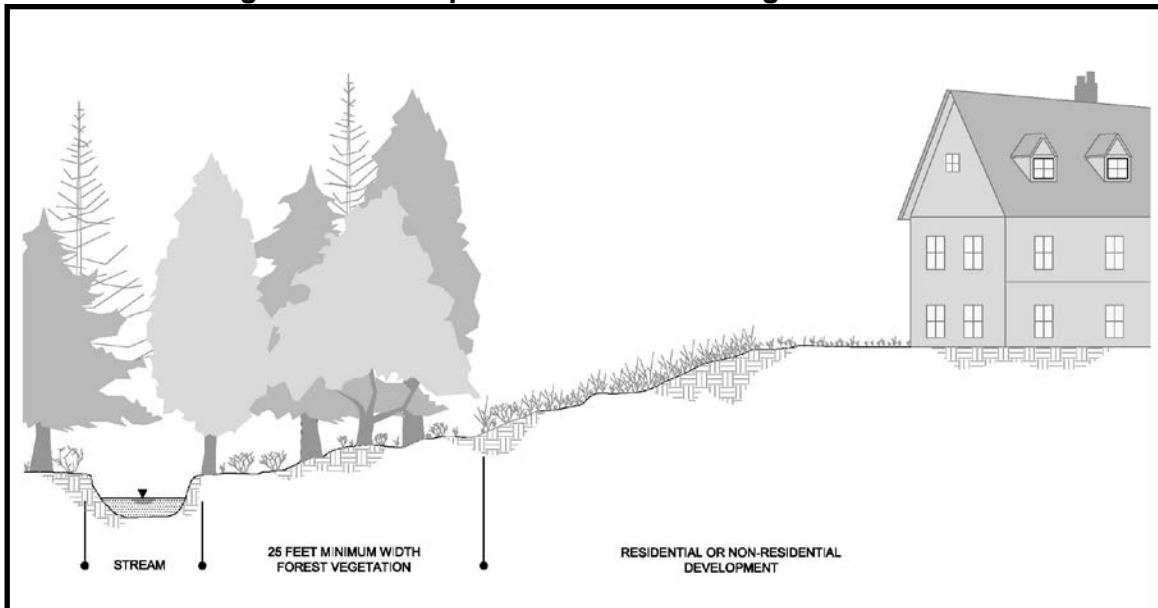 25 FEET MINIMUM WIDTH
FOREST VEGETATION
STREAM
RESIDENTIAL OR NON-RESIDENTIAL
DEVELOPMENT